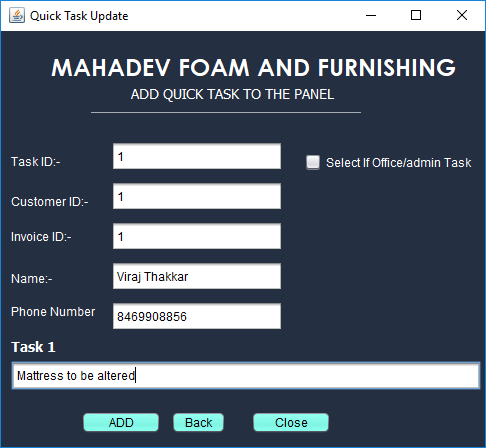 Quick Task Update
MAHADEV FOAM AND FURNISHING
ADD QUICK TASK TO THE PANEL
Task ID:- 1 Select If Office/admin Task
Customer ID:- 1
Invoice ID:- 1
Name:- Viraj Thakkar
Phone Number 8469908856
Task 1
Mattress to be altered
ADD Back Close